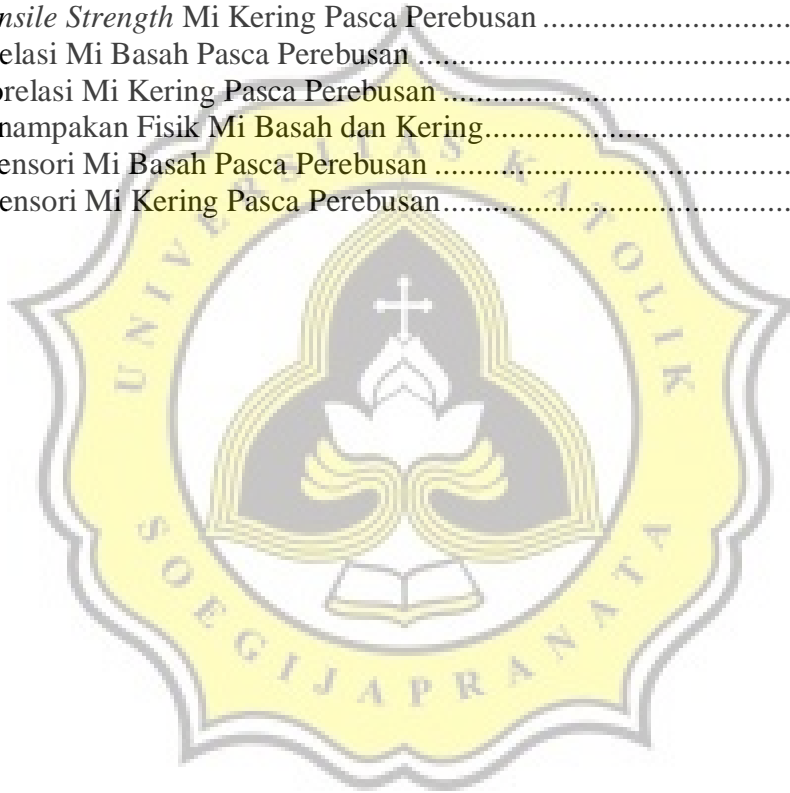 nsile Strength Mi Kering Pasca Perebusan ..................................
elasi Mi Basah Pasca Perebusan ....................................................
orelasi Mi Kering Pasca Perebusan ................................................
nampakan Fisik Mi Basah dan Kering..........................................
ensori Mi Basah Pasca Perebusan .................................................
ensori Mi Kering Pasca Perebusan.................................................
UNIVERSITAS KATOLIK
SOEGIJAPRANATA